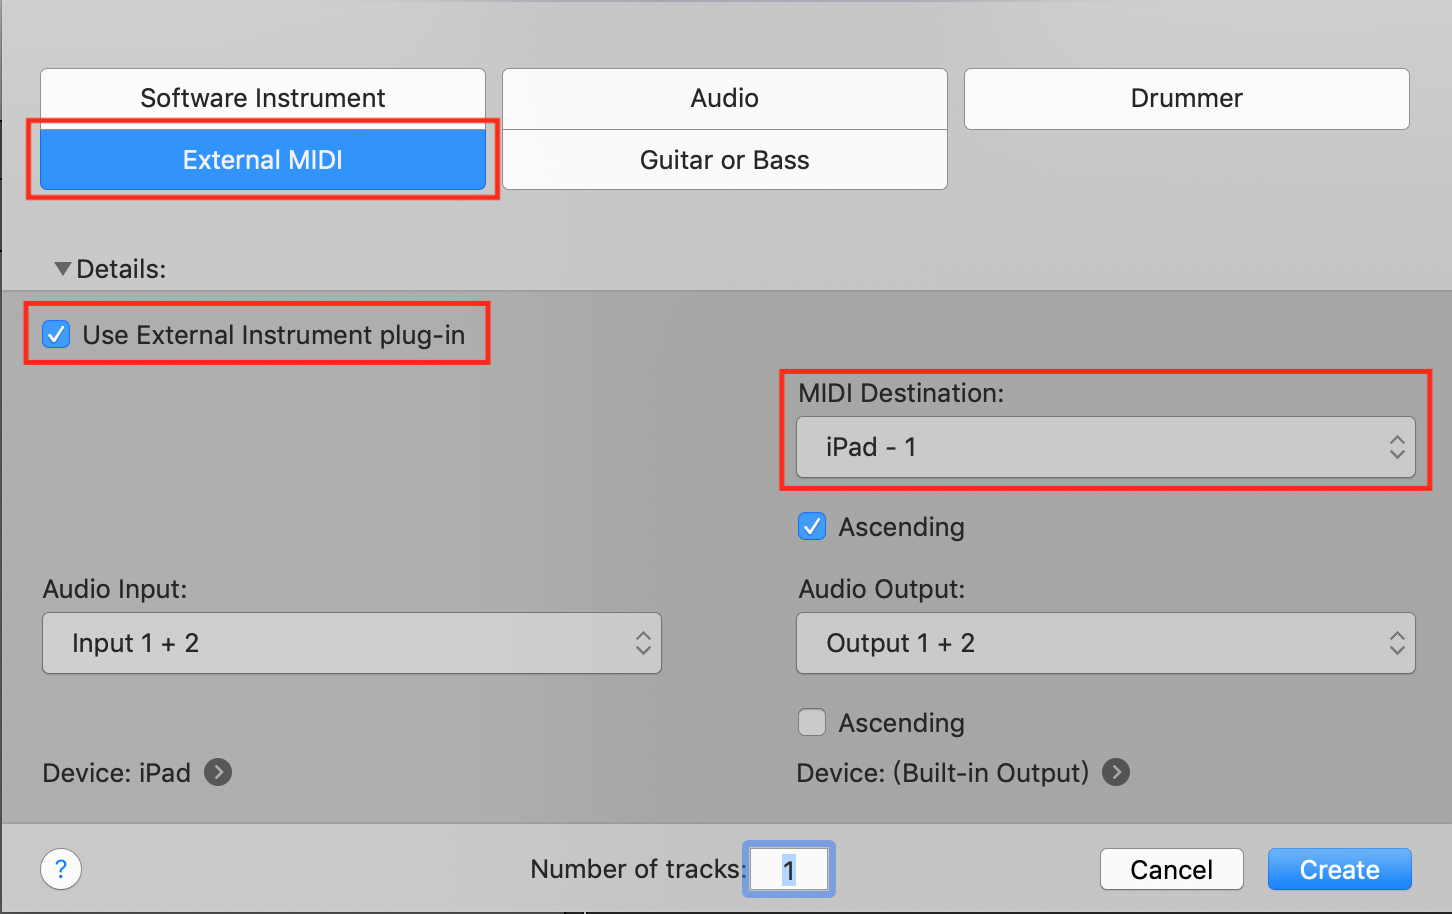 Software Instrument
Audio
Drummer
External MIDI
Guitar or Bass
Details:
Use External Instrument plug-in
MIDI Destination:
iPad - 1
Ascending
Audio Input:
Audio Output:
Input 1 + 2
Output 1 + 2
Ascending
Device: iPad
Device: (Built-in Output)
?
Number of tracks: 1
Cancel
Create